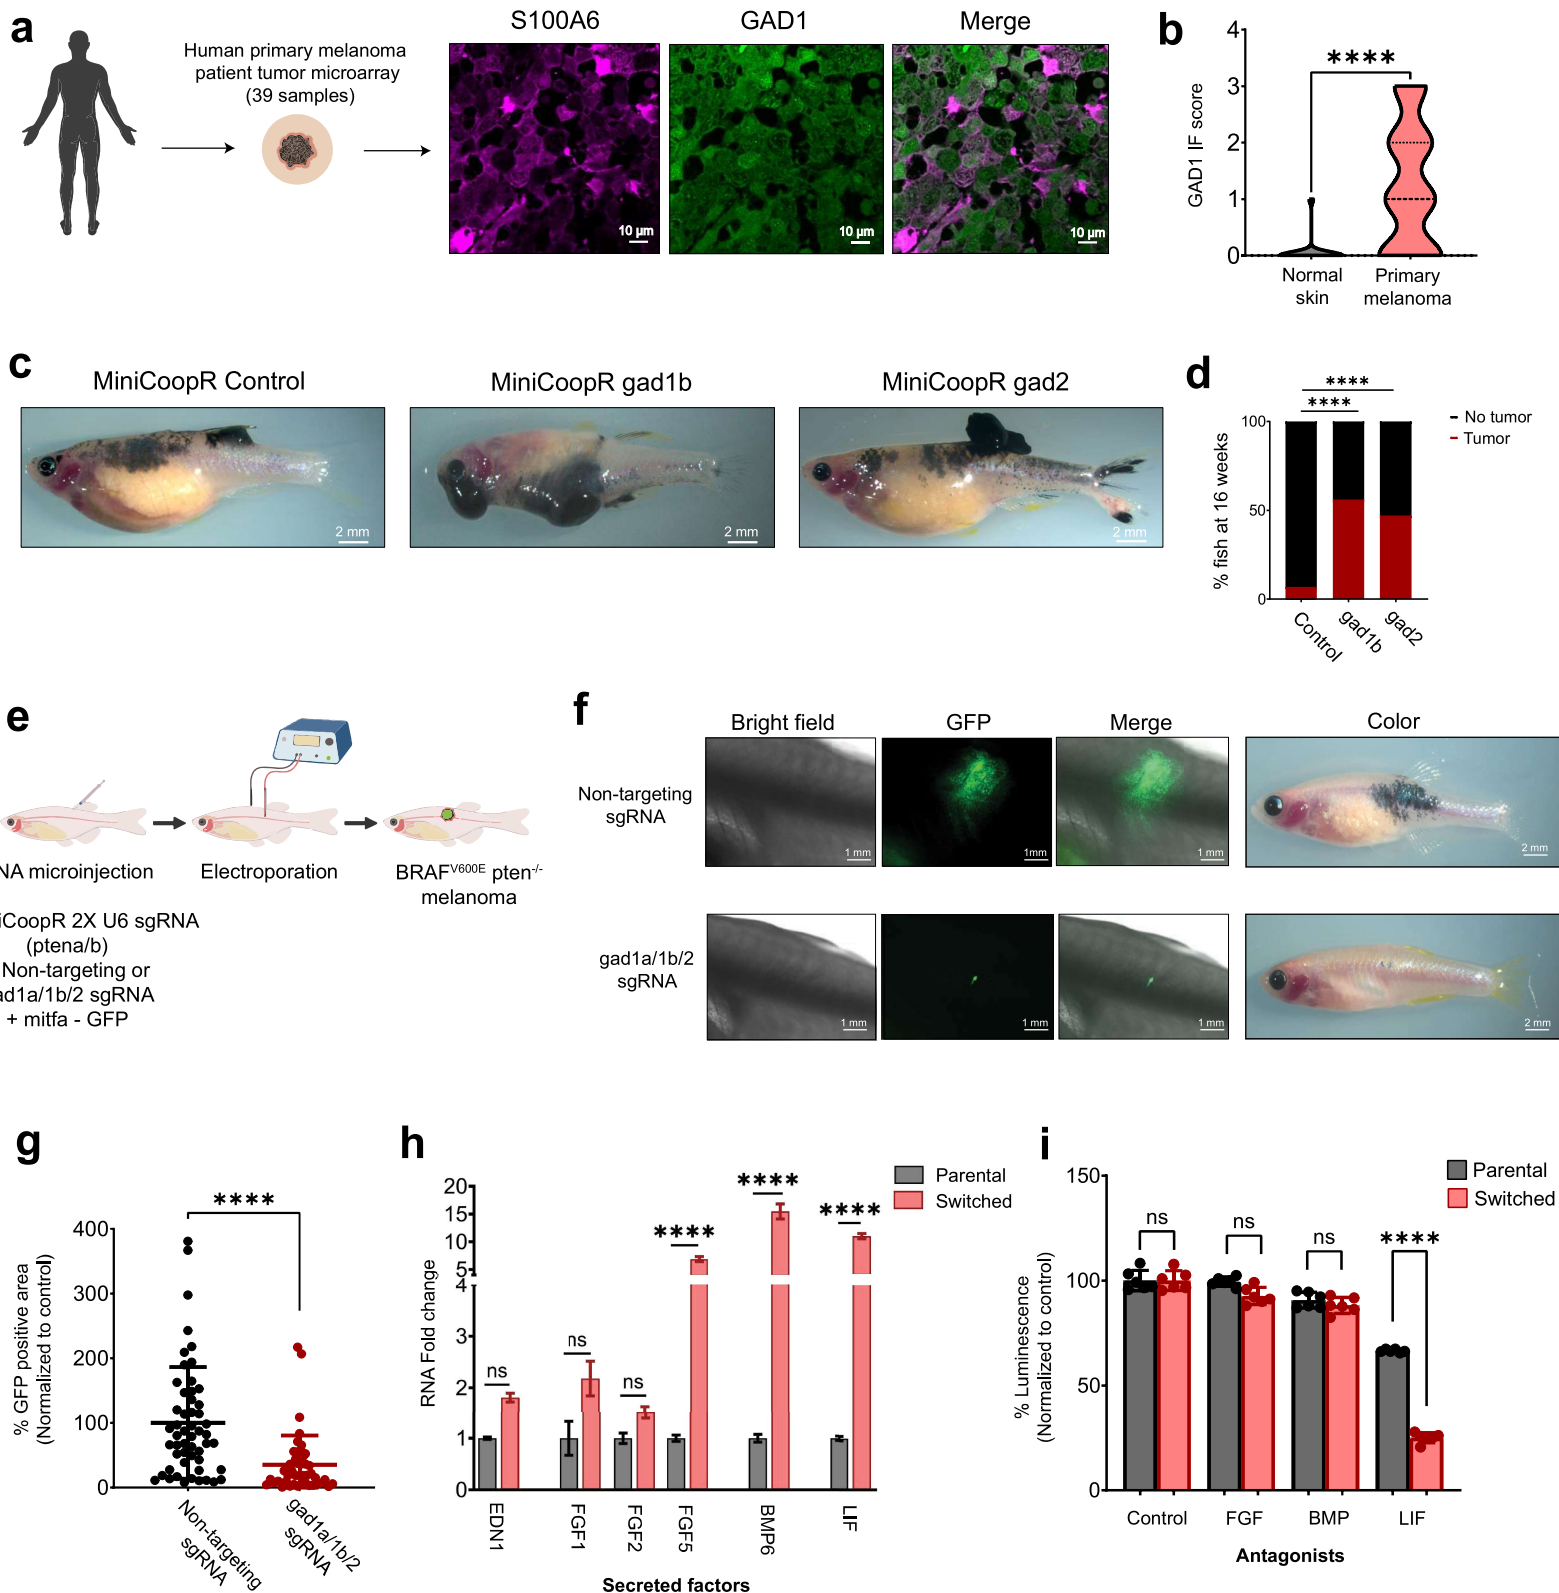 a
Human primary melanoma
patient tumor microarray
(39 samples)
S100A6
GAD1
Merge
10 µm
10 µm
10 µm
b
GAD1 IF score
4
3
2
1
0
****
Normal
skin
Primary
melanoma
c
MiniCoopR Control
MiniCoopR gad1b
MiniCoopR gad2
2 mm
2 mm
2 mm
d
% fish at 16 weeks
100
50
0
****
****
No tumor
Tumor
Control
gad1b
gad2
e
NA microinjection
Electroporation
BRAFV600E pten-/-
melanoma
iCoopR 2X U6 sgRNA
(ptena/b)
Non-targeting or
ad1a/1b/2 sgRNA
+ mitfa - GFP
f
Bright field
GFP
Merge
Color
Non-targeting
sgRNA
1 mm
1mm
1 mm
2 mm
gad1a/1b/2
sgRNA
1 mm
1mm
1 mm
2 mm
g
% GFP positive area
(Normalized to control)
400
300
200
100
0
****
Non-targeting
sgRNA
gad1a/1b/2
sgRNA
h
RNA Fold change
20
15
10
5
4
3
2
1
0
ns
ns
ns
****
****
****
Parental
Switched
EDN1
FGF1
FGF2
FGF5
BMP6
LIF
Secreted factors
i
% Luminescence
(Normalized to control)
150
100
50
0
ns
ns
ns
****
Parental
Switched
Control
FGF
BMP
LIF
Antagonists